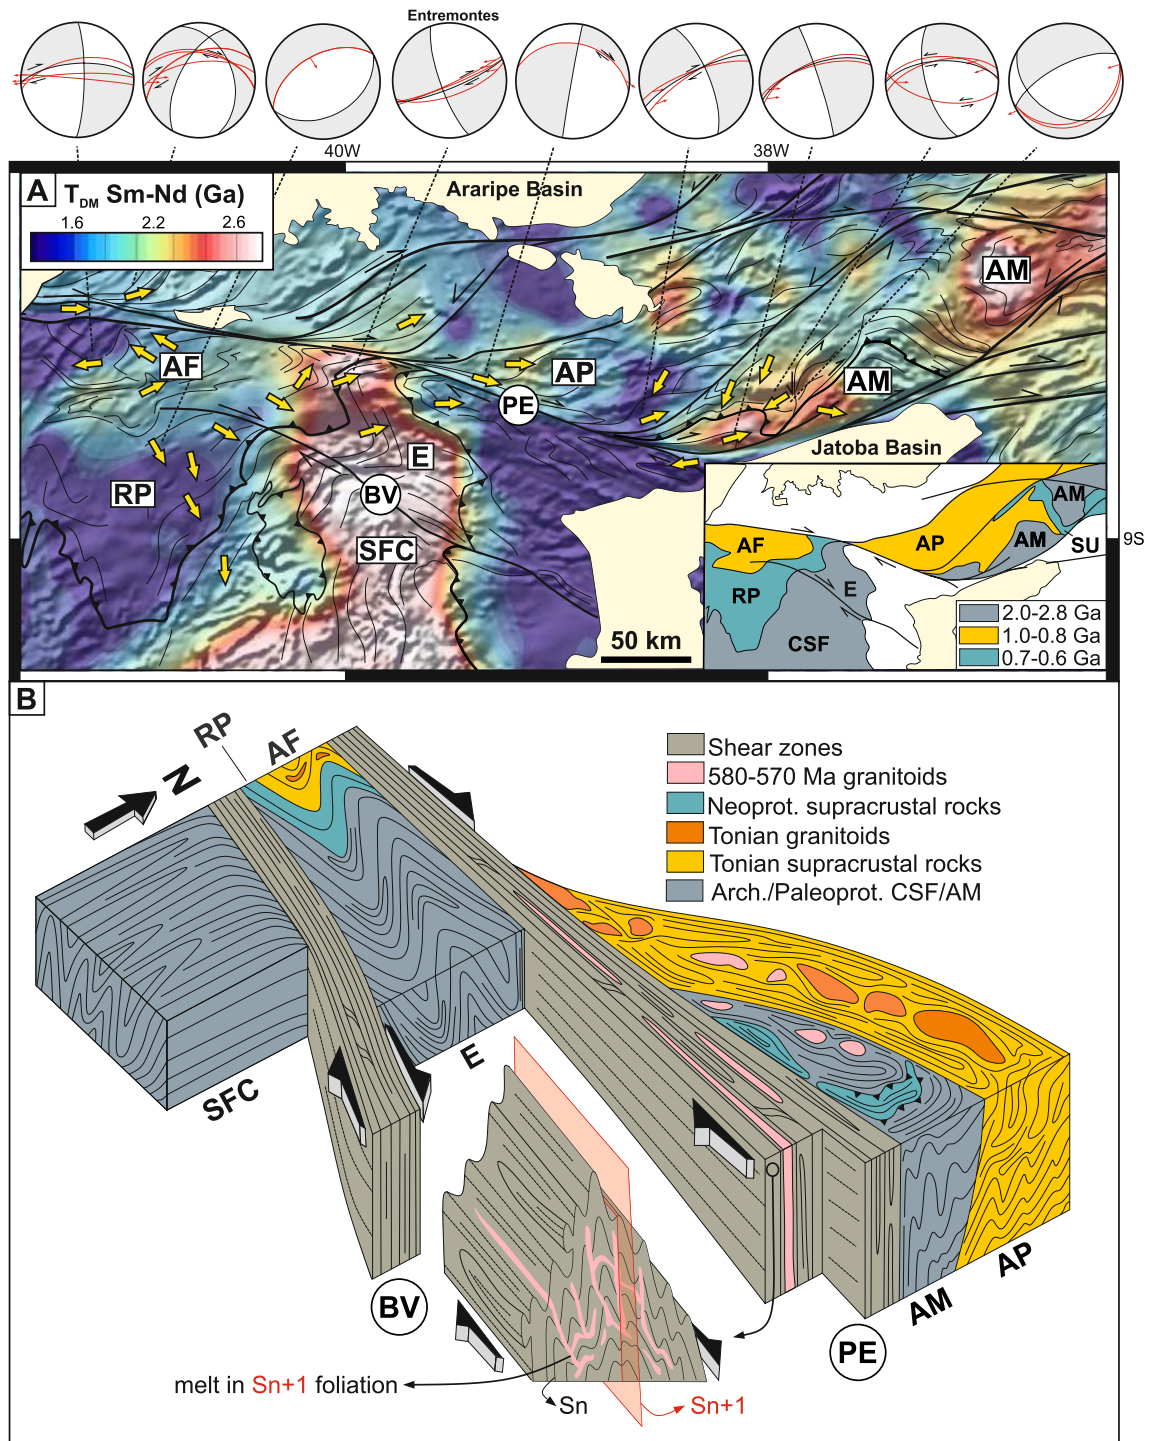 Entremontes
40W
38W
A
TDM Sm-Nd (Ga)
1.6 2.2 2.6
Araripe Basin
AM
AF
AP
AM
PE
Jatoba Basin
RP
E
BV
SFC
50 km
9S
AF
AP
AM
AM
SU
RP
E
CSF
2.0-2.8 Ga
1.0-0.8 Ga
0.7-0.6 Ga
B
RP
AF
N
Shear zones
580-570 Ma granitoids
Neoprot. supracrustal rocks
Tonian granitoids
Tonian supracrustal rocks
Arch./Paleoprot. CSF/AM
SFC
E
BV
AP
AM
PE
melt in Sn+1 foliation
Sn
Sn+1